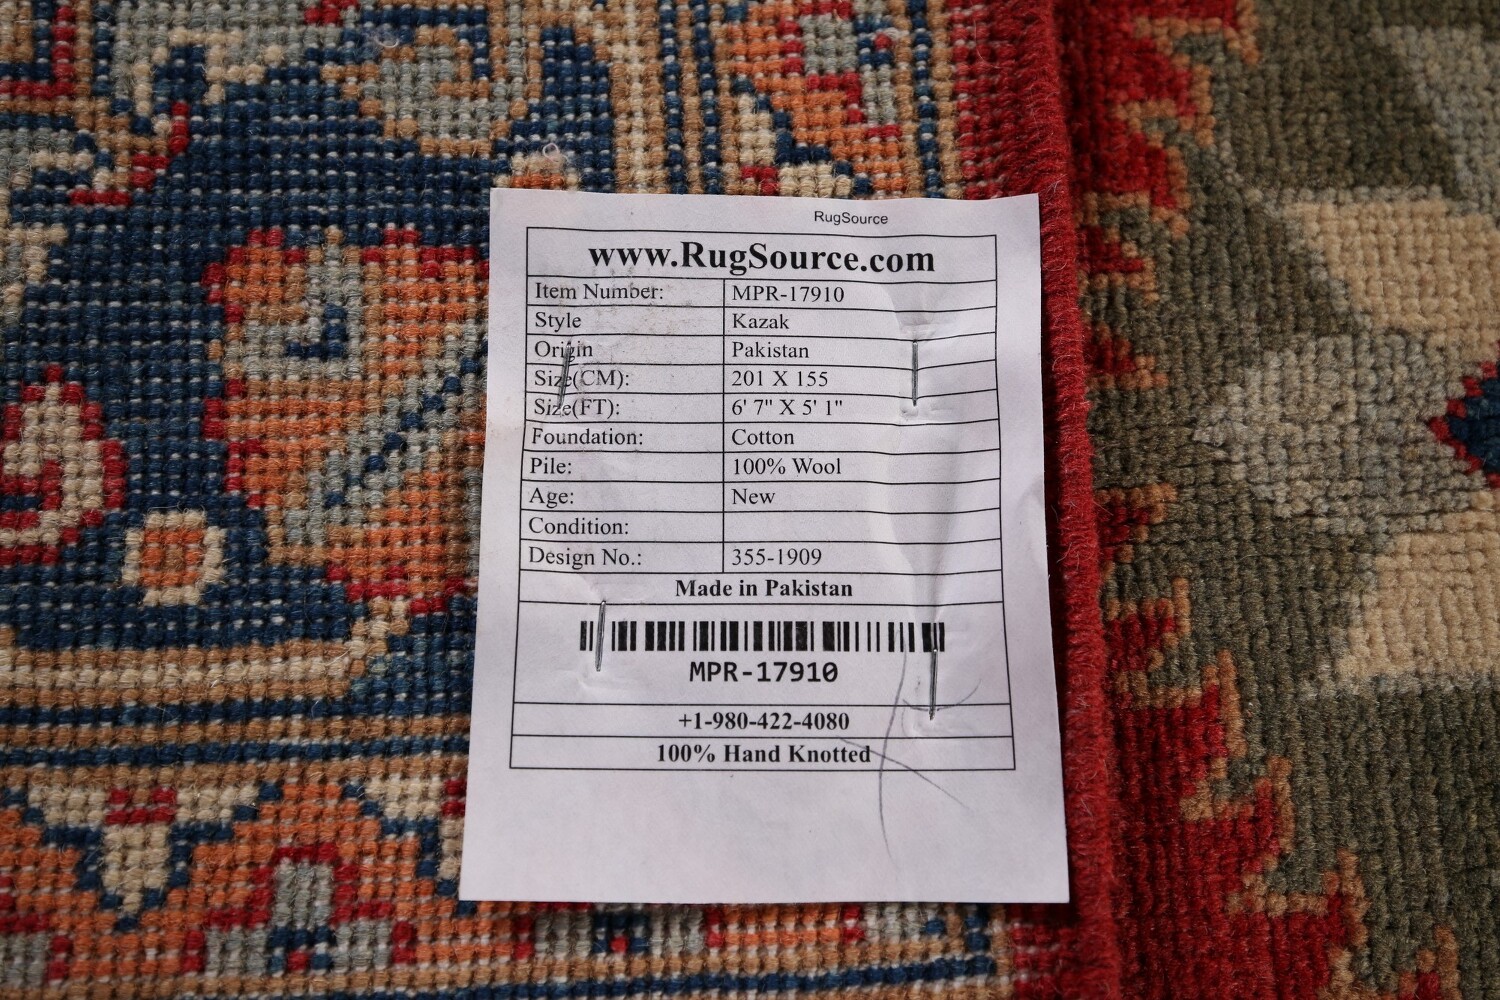 RugSource
www.RugSource.com
Item Number: MPR-17910
Style Kazak
Origin Pakistan
Size(CM): 201 X 155
Size(FT): 6' 7" X 5' 1"
Foundation: Cotton
Pile: 100% Wool
Age: New
Condition:
Design No.: 355-1909
Made in Pakistan
MPR-17910
+1-980-422-4080
100% Hand Knotted